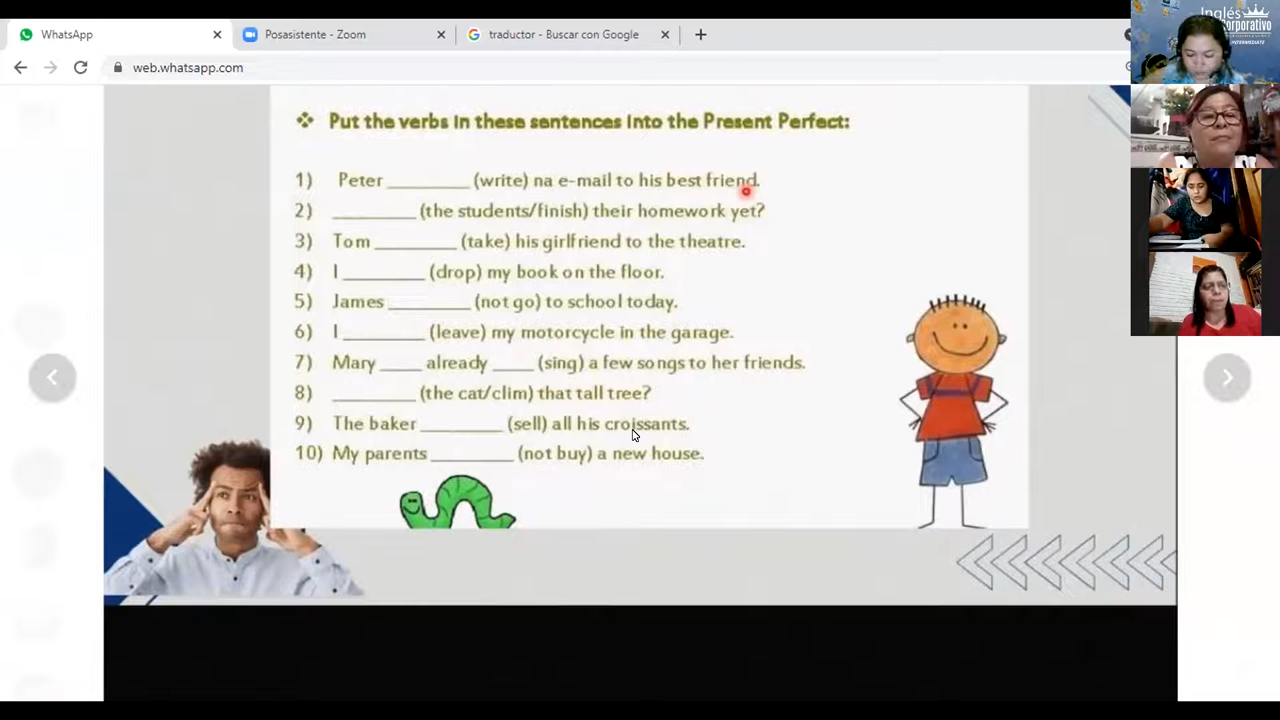 WhatsApp
Posasistente - Zoom
traductor - Buscar con Google
web.whatsapp.com
Inglés
Corporativo
INTERMEDIATE
Put the verbs in these sentences into the Present Perfect:
1) Peter ________ (write) na e-mail to his best friend.
2) ________ (the students/finish) their homework yet?
3) Tom ________ (take) his girlfriend to the theatre.
4) I ________ (drop) my book on the floor.
5) James ________ (not go) to school today.
6) I ________ (leave) my motorcycle in the garage.
7) Mary ____ already ____ (sing) a few songs to her friends.
8) ________ (the cat/clim) that tall tree?
9) The baker ________ (sell) all his croissants.
10) My parents ________ (not buy) a new house.